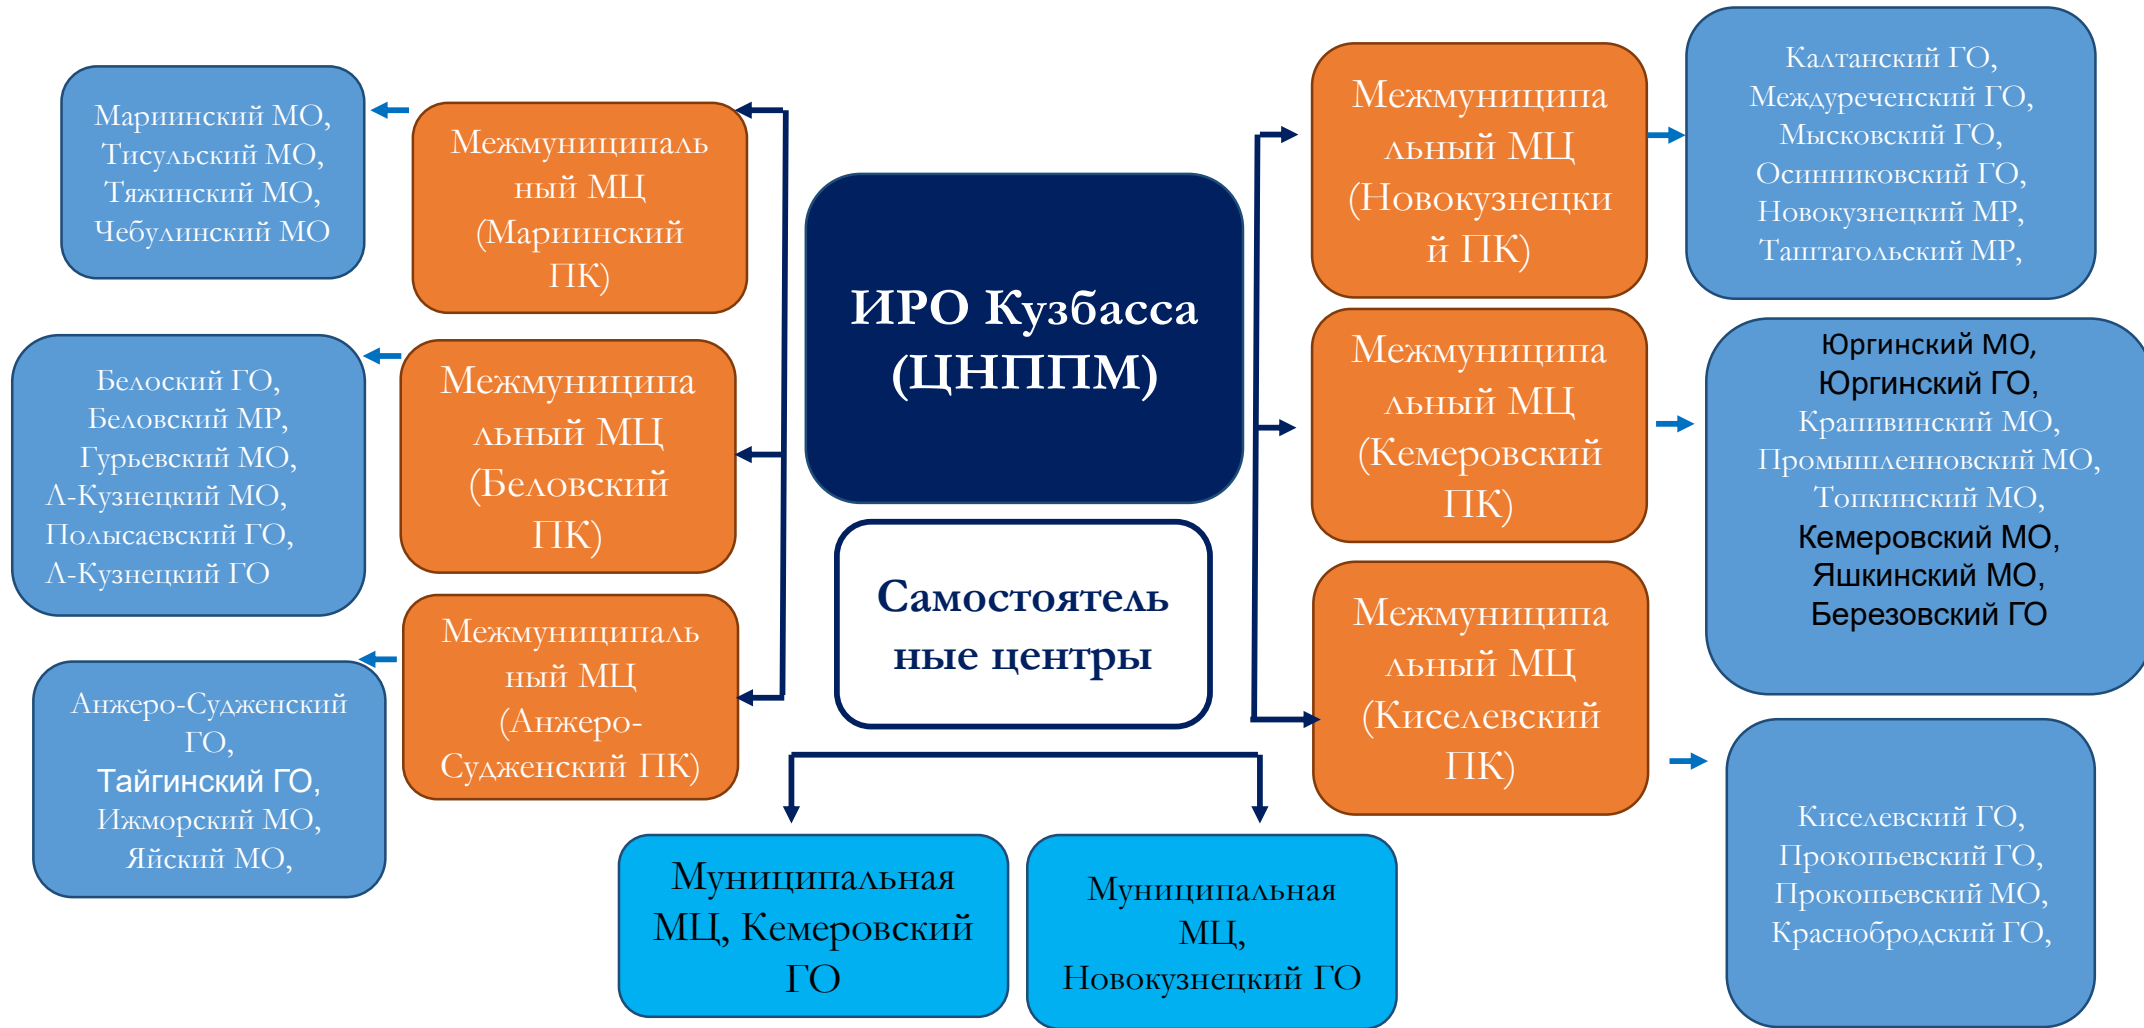 Мариинский МО,
Тисульский МО,
Тяжинский МО,
Чебулинский МО
Межмуниципаль
ный МЦ
(Мариинский
ПК)
Белоский ГО,
Беловский МР,
Гурьевский МО,
Л-Кузнецкий МО,
Полысаевский ГО,
Л-Кузнецкий ГО
Межмуниципа
льный МЦ
(Беловский
ПК)
Анжеро-Судженский
ГО,
Тайгинский ГО,
Ижморский МО,
Яйский МО,
Межмуниципаль
ный МЦ
(Анжеро-
Судженский ПК)
ИРО Кузбасса
(ЦНППМ)
Самостоятель
ные центры
Муниципальная
МЦ, Кемеровский
ГО
Муниципальная
МЦ,
Новокузнецкий ГО
Межмуниципа
льный МЦ
(Новокузнецки
й ПК)
Калтанский ГО,
Междуреченский ГО,
Мысковский ГО,
Осинниковский ГО,
Новокузнецкий МР,
Таштагольский МР,
Межмуниципа
льный МЦ
(Кемеровский
ПК)
Юргинский МО,
Юргинский ГО,
Крапивинский МО,
Промышленновский МО,
Топкинский МО,
Кемеровский МО,
Яшкинский МО,
Березовский ГО
Межмуниципа
льный МЦ
(Киселевский
ПК)
Киселевский ГО,
Прокопьевский ГО,
Прокопьевский МО,
Краснобродский ГО,